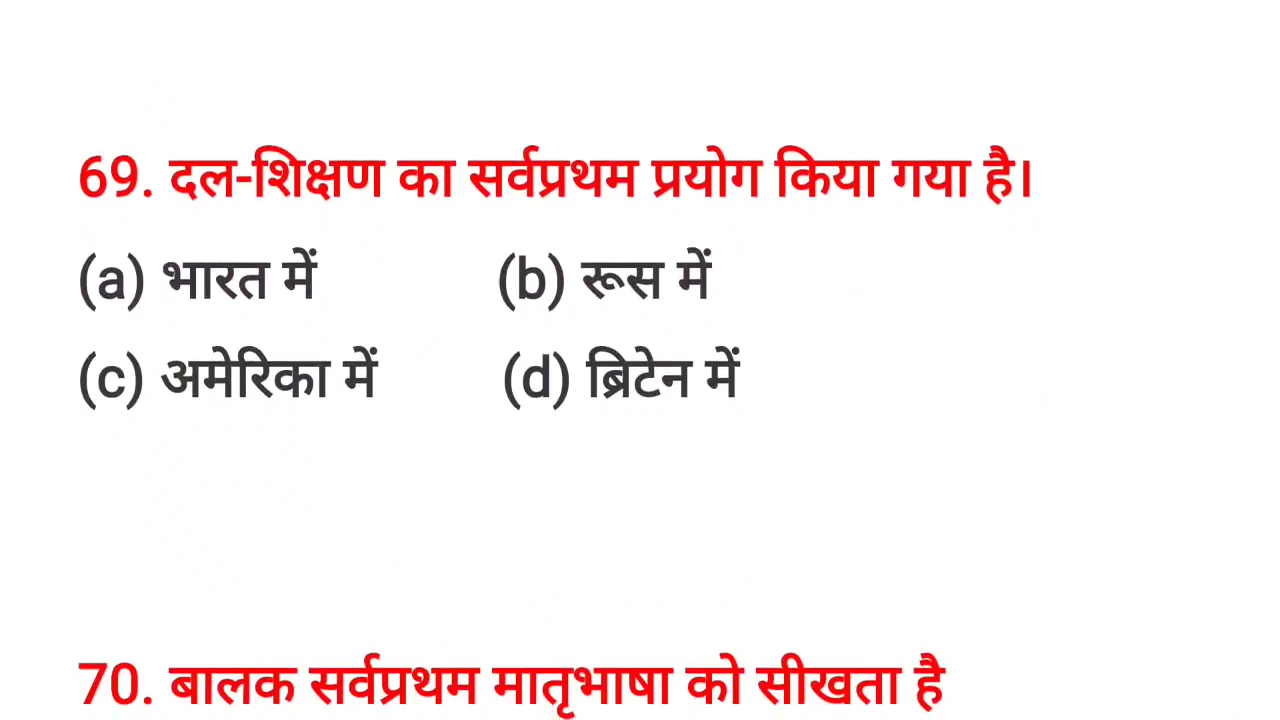 69. दल-शिक्षण का सर्वप्रथम प्रयोग किया गया है।
(a) भारत में (b) रूस में
(c) अमेरिका में (d) ब्रिटेन में
70. बालक सर्वप्रथम मातृभाषा को सीखता है